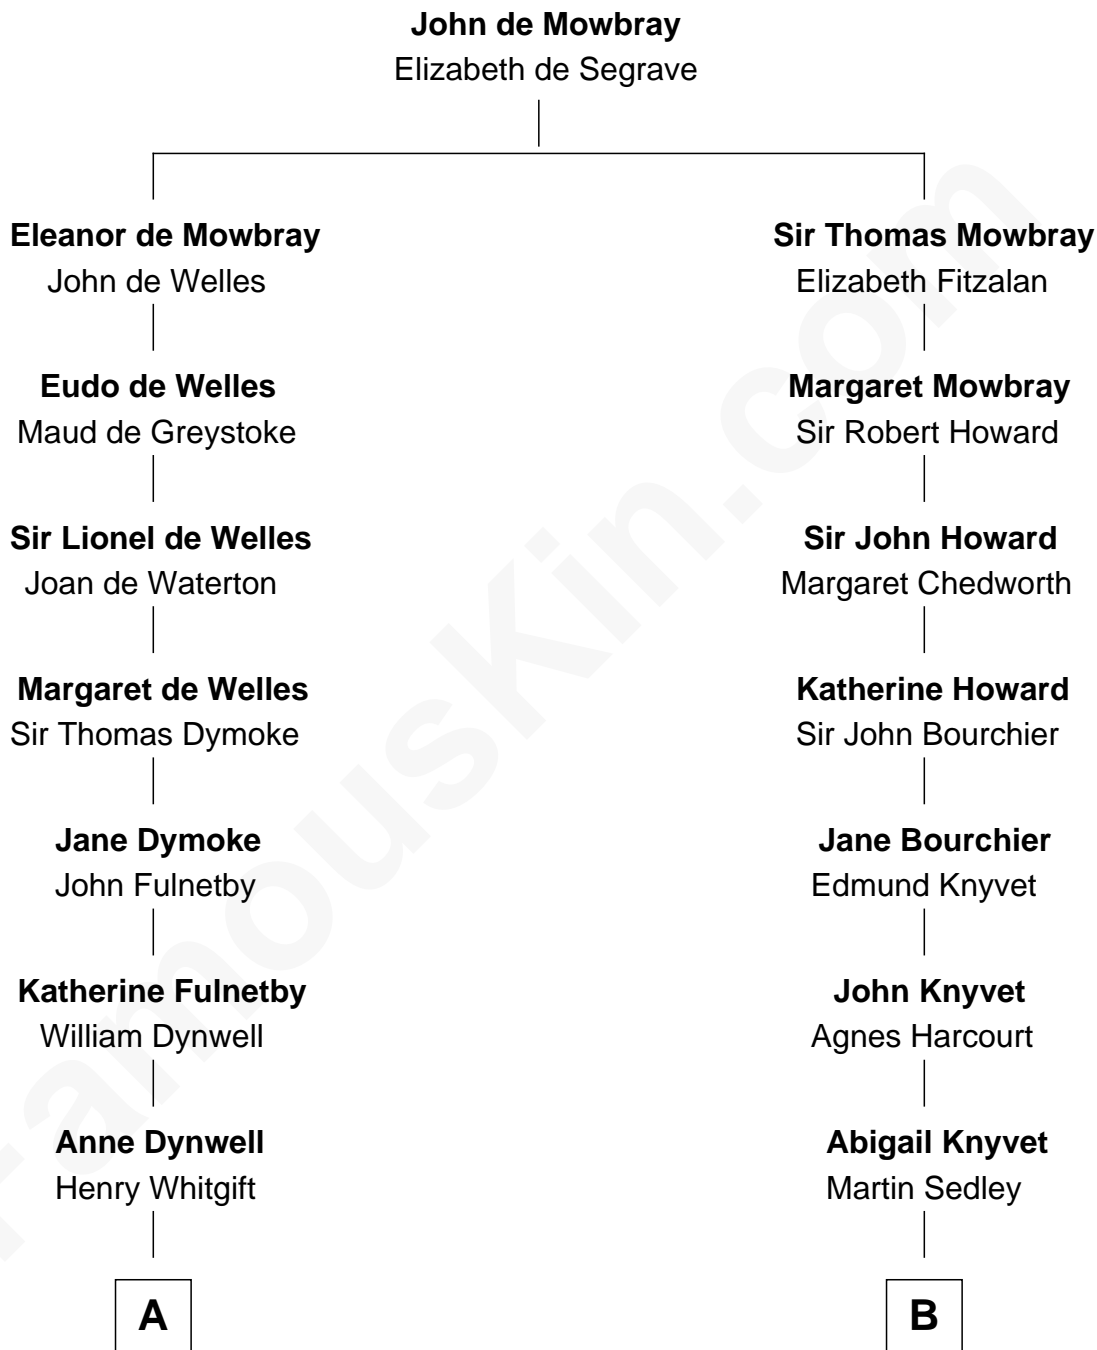 John de Mowbray
Elizabeth de Segrave
Eleanor de Mowbray
John de Welles
Sir Thomas Mowbray
Elizabeth Fitzalan
Eudo de Welles
Maud de Greystoke
Margaret Mowbray
Sir Robert Howard
Sir Lionel de Welles
Joan de Waterton
Sir John Howard
Margaret Chedworth
Margaret de Welles
Sir Thomas Dymoke
Katherine Howard
Sir John Bourchier
Jane Dymoke
John Fulnetby
Jane Bourchier
Edmund Knyvet
Katherine Fulnetby
William Dynwell
John Knyvet
Agnes Harcourt
Anne Dynwell
Henry Whitgift
Abigail Knyvet
Martin Sedley
A
B
FamousKin.com